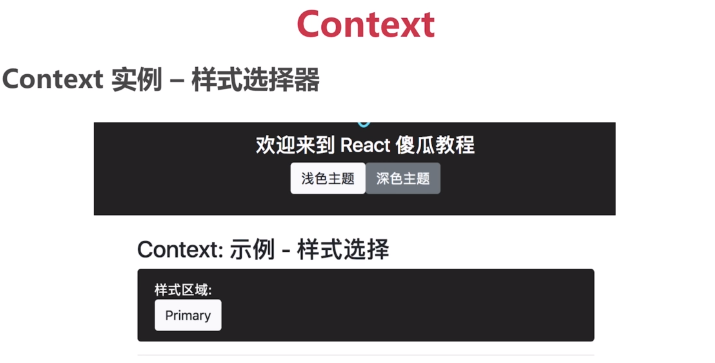 Context
Context 实例 – 样式选择器
欢迎来到 React 傻瓜教程
浅色主题 深色主题
Context: 示例 - 样式选择
样式区域:
Primary